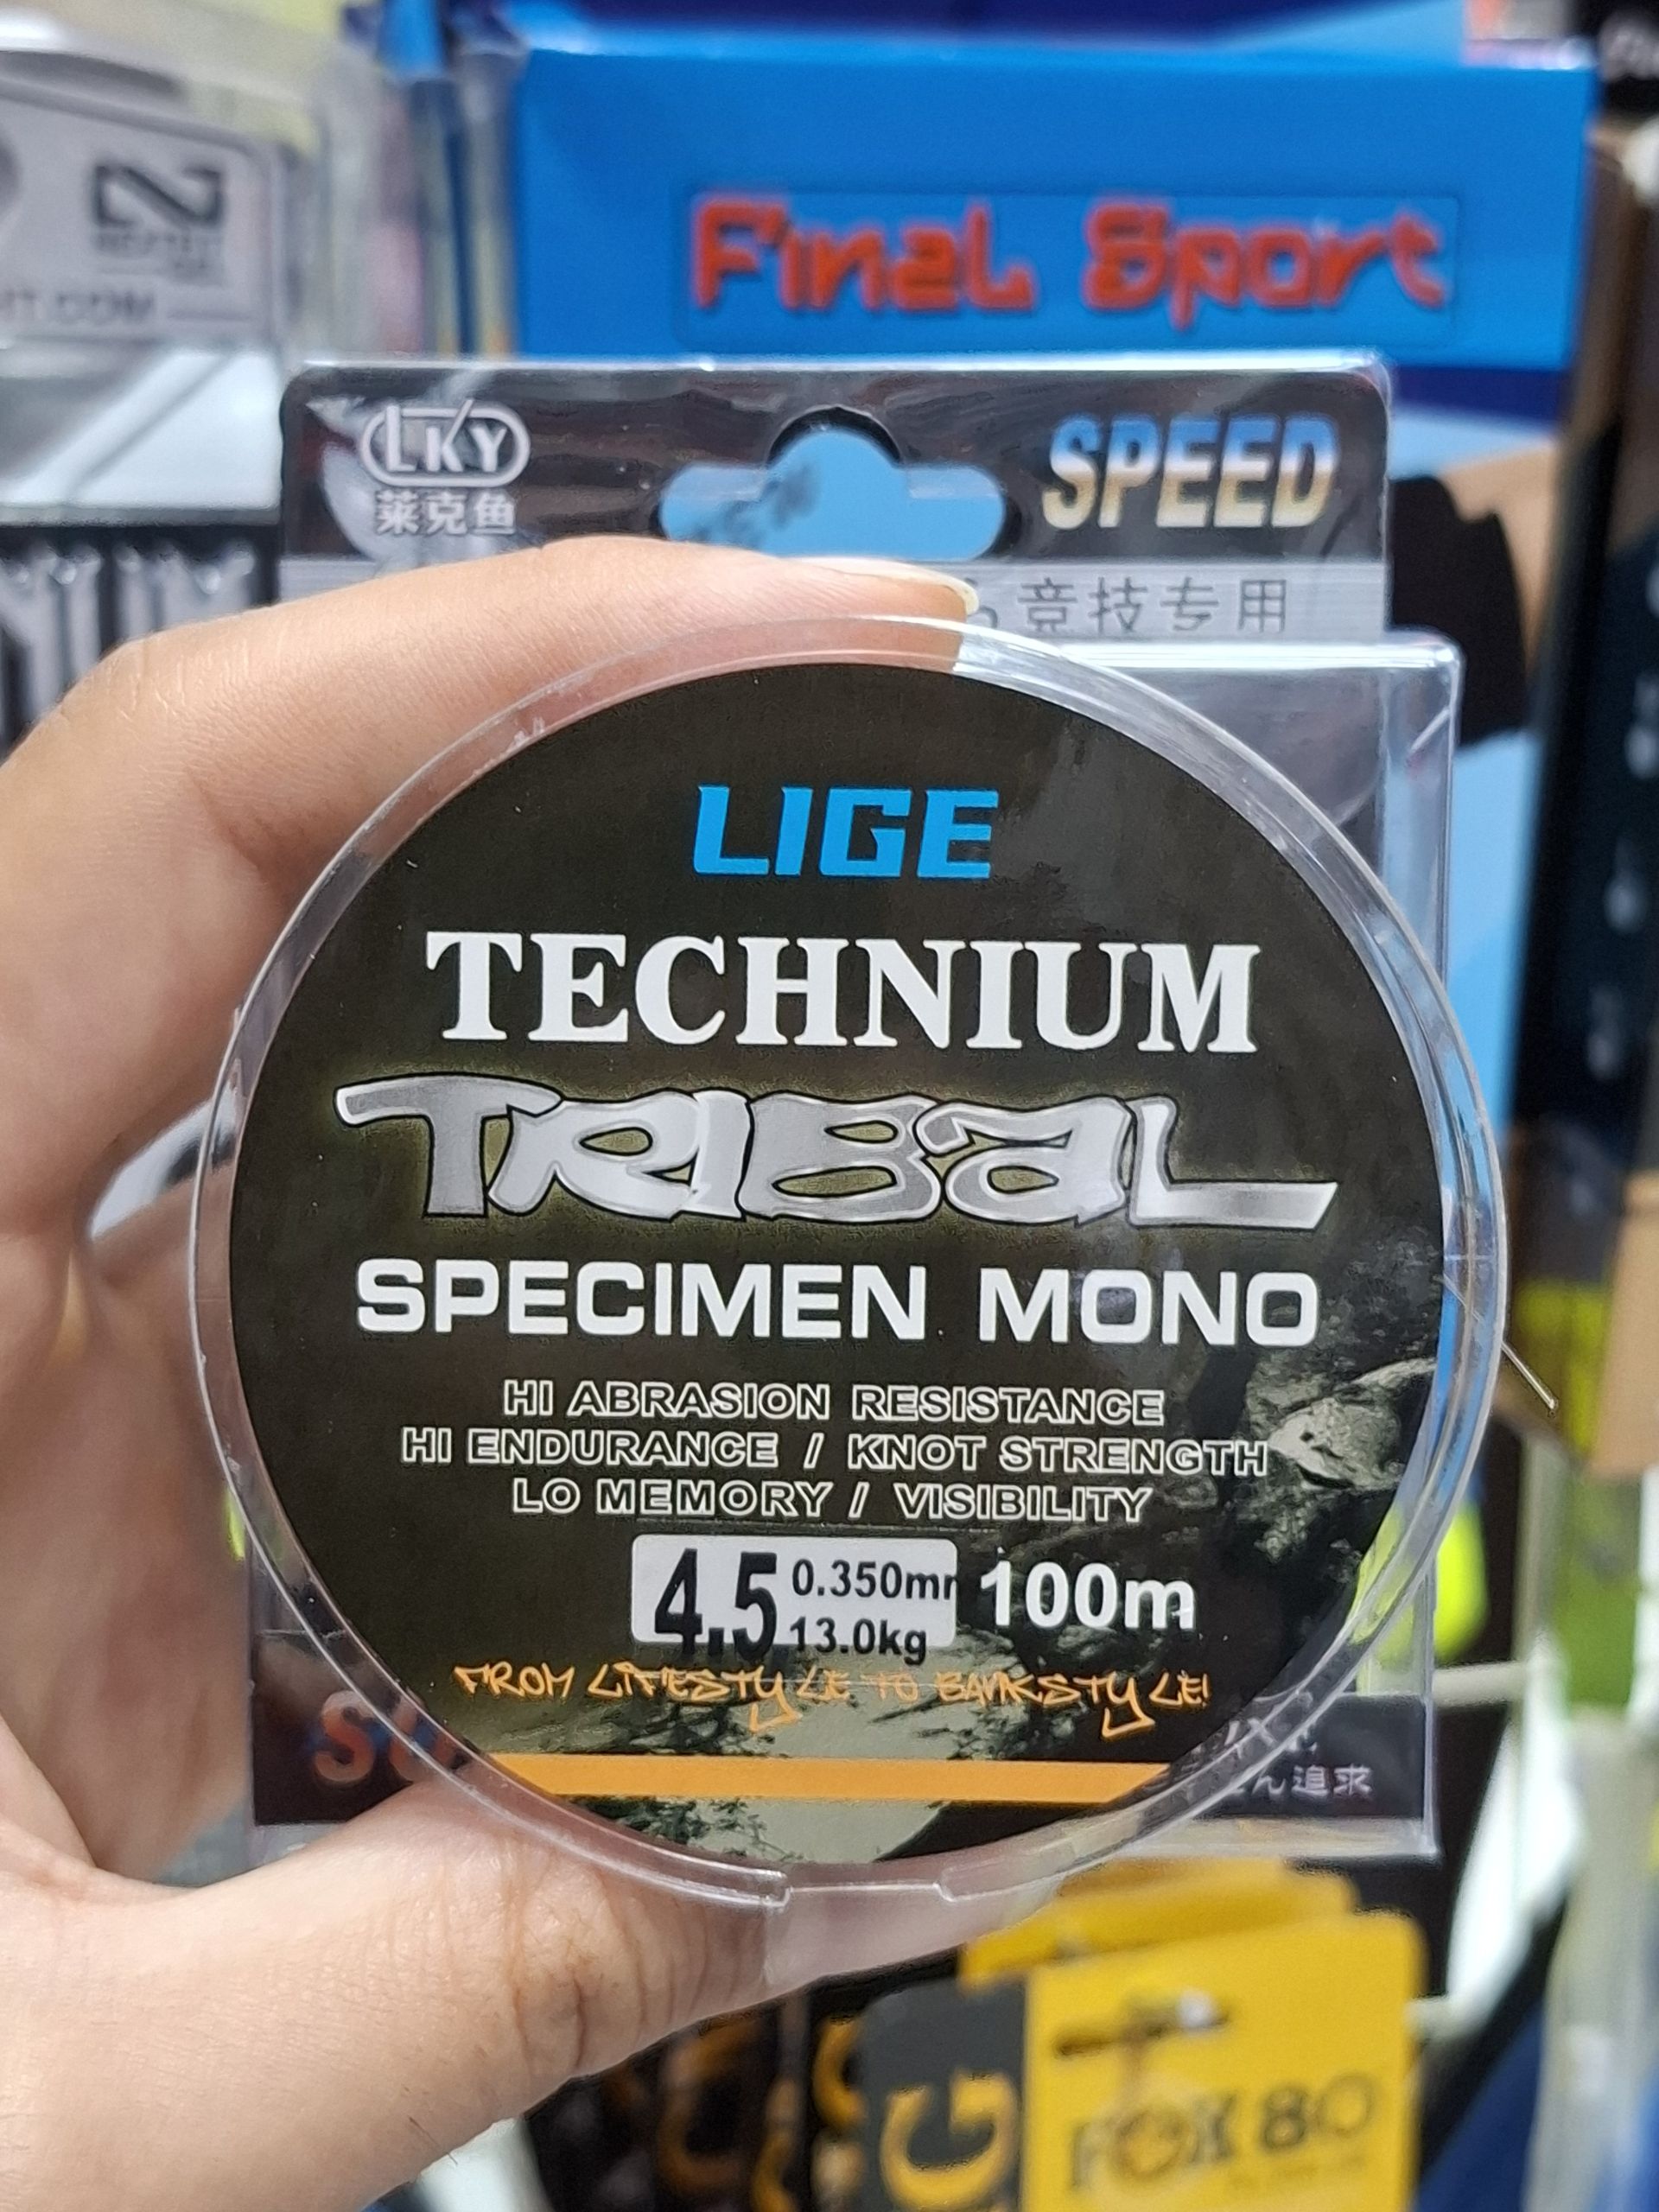 Final Sport
LKY
莱克鱼
SPEED
竞技专用
LIGE
TECHNIUM
TRIBAL
SPECIMEN MONO
HI ABRASION RESISTANCE
HI ENDURANCE / KNOT STRENGTH
LO MEMORY / VISIBILITY
4.5
0.350m
13.0kg
100m
FROM LIFESTYLE TO BANKSTYLE!
追求
FOX 80